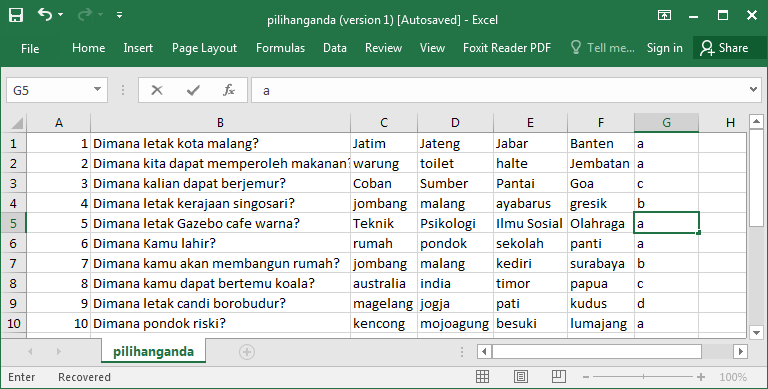 pilihanganda (version 1) [Autosaved] - Excel
File Home Insert Page Layout Formulas Data Review View Foxit Reader PDF Tell me... Sign in Share
G5 fx a
A B C D E F G H
1 1 Dimana letak kota malang? Jatim Jateng Jabar Banten a
2 2 Dimana kita dapat memperoleh makanan? warung toilet halte Jembatan a
3 3 Dimana kalian dapat berjemur? Coban Sumber Pantai Goa c
4 4 Dimana letak kerajaan singosari? jombang malang ayabarus gresik b
5 5 Dimana letak Gazebo cafe warna? Teknik Psikologi Ilmu Sosial Olahraga a
6 6 Dimana Kamu lahir? rumah pondok sekolah panti a
7 7 Dimana kamu akan membangun rumah? jombang malang kediri surabaya b
8 8 Dimana kamu dapat bertemu koala? australia india timor papua c
9 9 Dimana letak candi borobudur? magelang jogja pati kudus d
10 10 Dimana pondok riski? kencong mojoagung besuki lumajang a
pilihanganda
Enter Recovered 100%